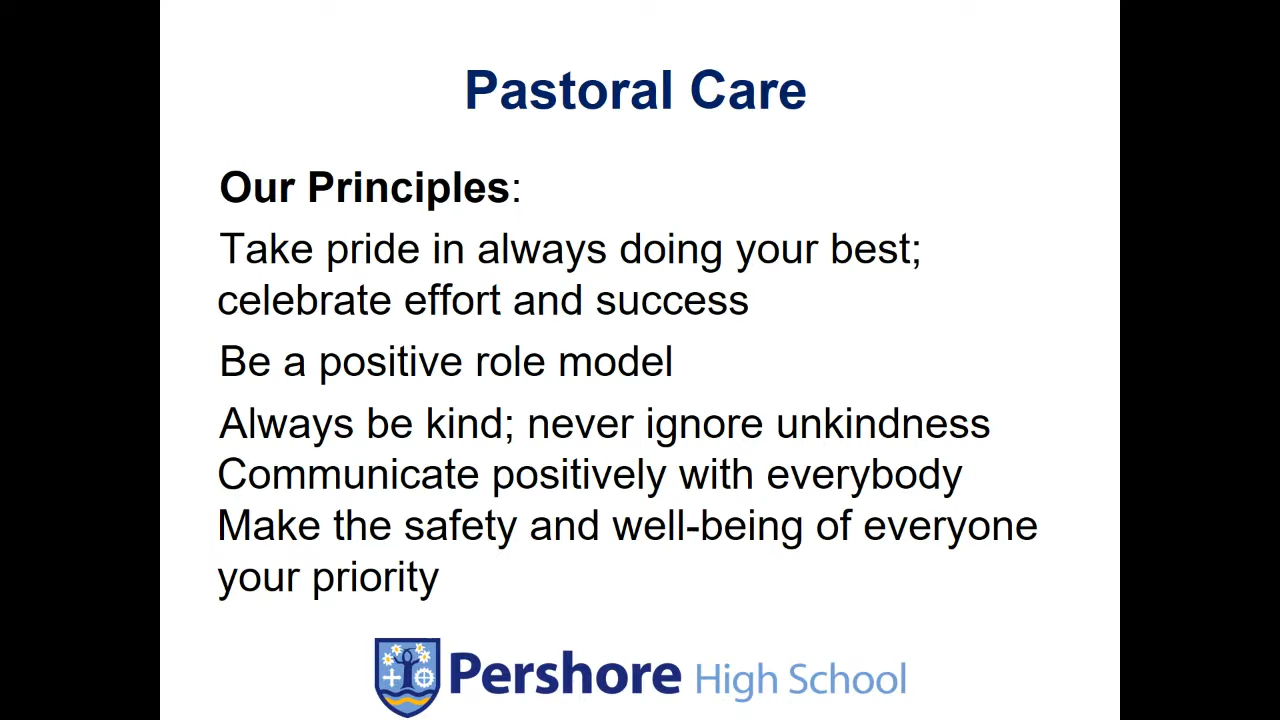 Pastoral Care
Our Principles:
Take pride in always doing your best;
celebrate effort and success
Be a positive role model
Always be kind; never ignore unkindness
Communicate positively with everybody
Make the safety and well-being of everyone
your priority
Pershore High School